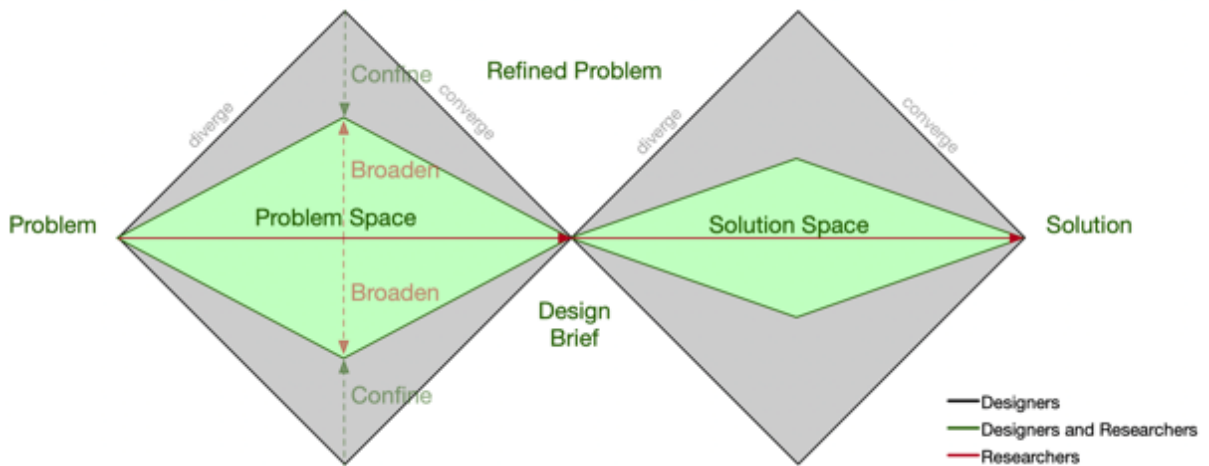 Confine
Refined Problem
diverge
converge
diverge
converge
Broaden
Problem
Problem Space
Solution Space
Solution
Broaden
Design
Brief
Confine
Designers
Designers and Researchers
Researchers